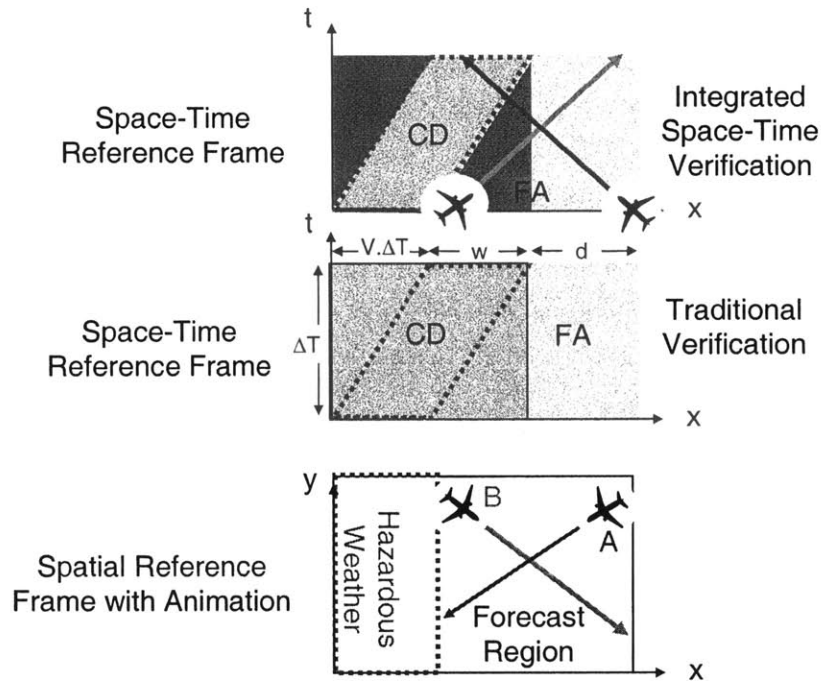 t
Space-Time
Reference Frame
CD
FA
Integrated
Space-Time
Verification
x
t
V.ΔT
w
d
Space-Time
Reference Frame
ΔT
CD
FA
Traditional
Verification
x
y
B
A
Hazardous
Weather
Spatial Reference
Frame with Animation
Forecast
Region
x